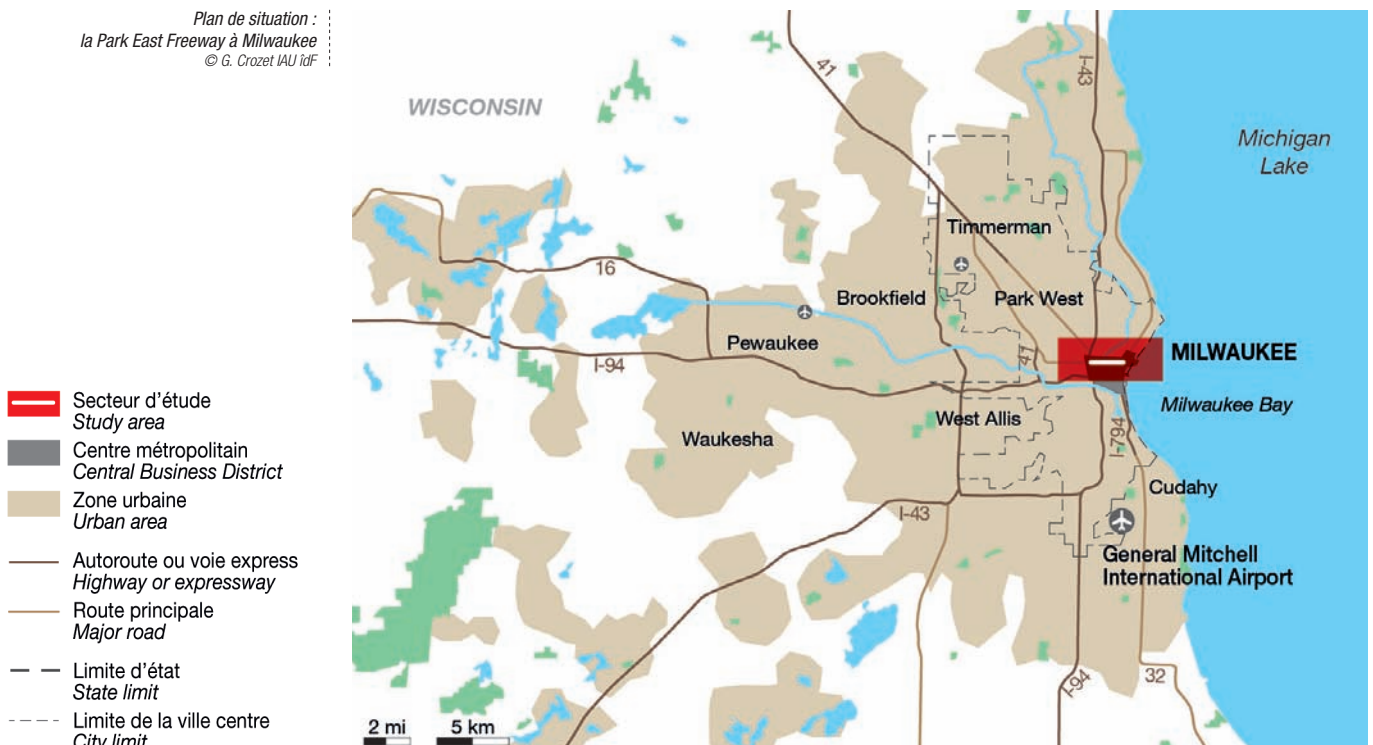 Plan de situation :
la Park East Freeway à Milwaukee
© G. Crozet IAU îdF
WISCONSIN
41
I-43
Michigan
Lake
Timmerman
16
Brookfield
Park West
Pewaukee
I-94
41
MILWAUKEE
Milwaukee Bay
West Allis
Waukesha
I-794
Cudahy
I-43
General Mitchell
International Airport
I-94
32
2 mi
5 km
Secteur d'étude
Study area
Centre métropolitain
Central Business District
Zone urbaine
Urban area
Autoroute ou voie express
Highway or expressway
Route principale
Major road
Limite d'état
State limit
Limite de la ville centre
City limit